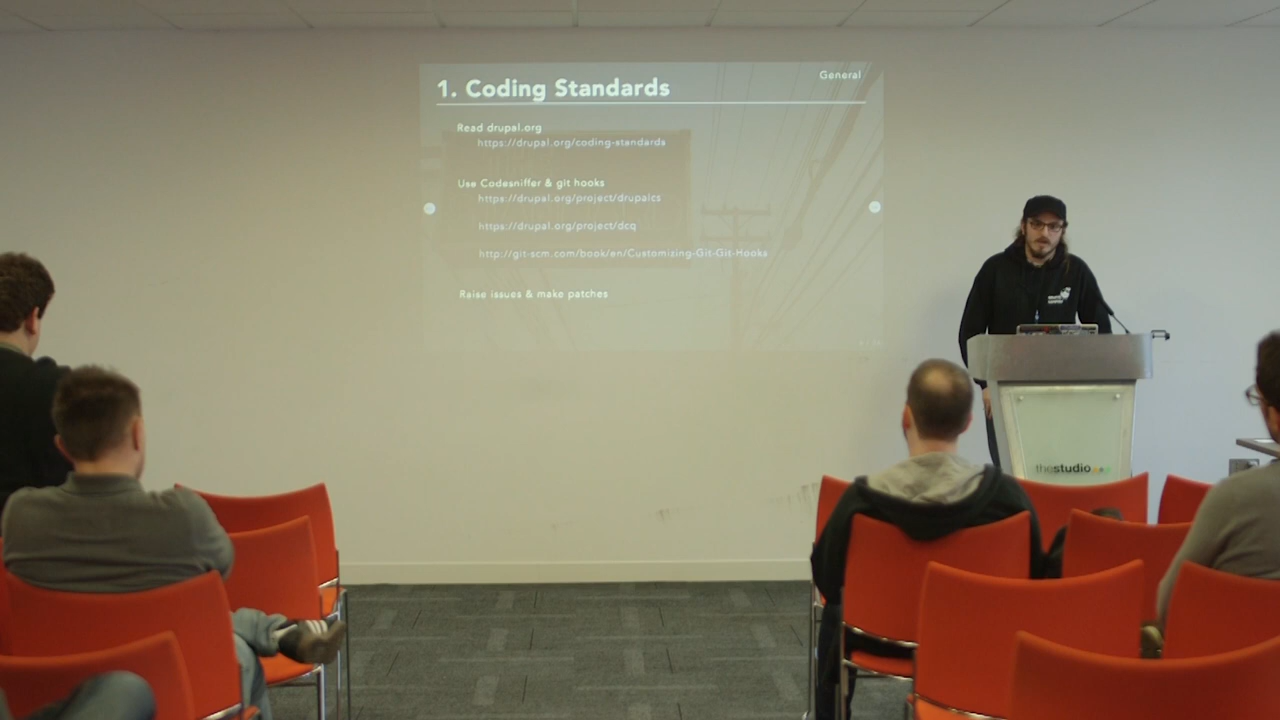 General
1. Coding Standards
Read drupal.org
https://drupal.org/coding-standards
Use Codesniffer & git hooks
https://drupal.org/project/drupalcs
https://drupal.org/project/dcq
http://git-scm.com/book/en/Customizing-Git-Git-Hooks
Raise issues & make patches
thestudio